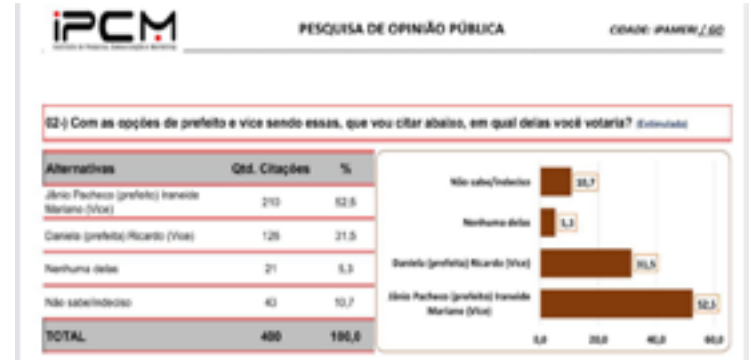 iPCM
PESQUISA DE OPINIÃO PÚBLICA
CIDADE: IPAMERI / GO
02-) Com as opções de prefeito e vice sendo essas, que vou citar abaixo, em qual delas você votaria? (Estimulada)
Alternativas Qtd. Citações %
Jânio Pacheco (prefeito) Iraneide
Mariano (Vice) 210 52,5
Daniela (prefeita) Ricardo (Vice) 126 31,5
Nenhuma delas 21 5,3
Não sabe/Indeciso 43 10,7
TOTAL 400 100,0
Não sabe/Indeciso 10,7
Nenhuma delas 5,3
Daniela (prefeita) Ricardo (Vice) 31,5
Jânio Pacheco (prefeito) Iraneide
Mariano (Vice) 52,5
0,0 20,0 40,0 60,0